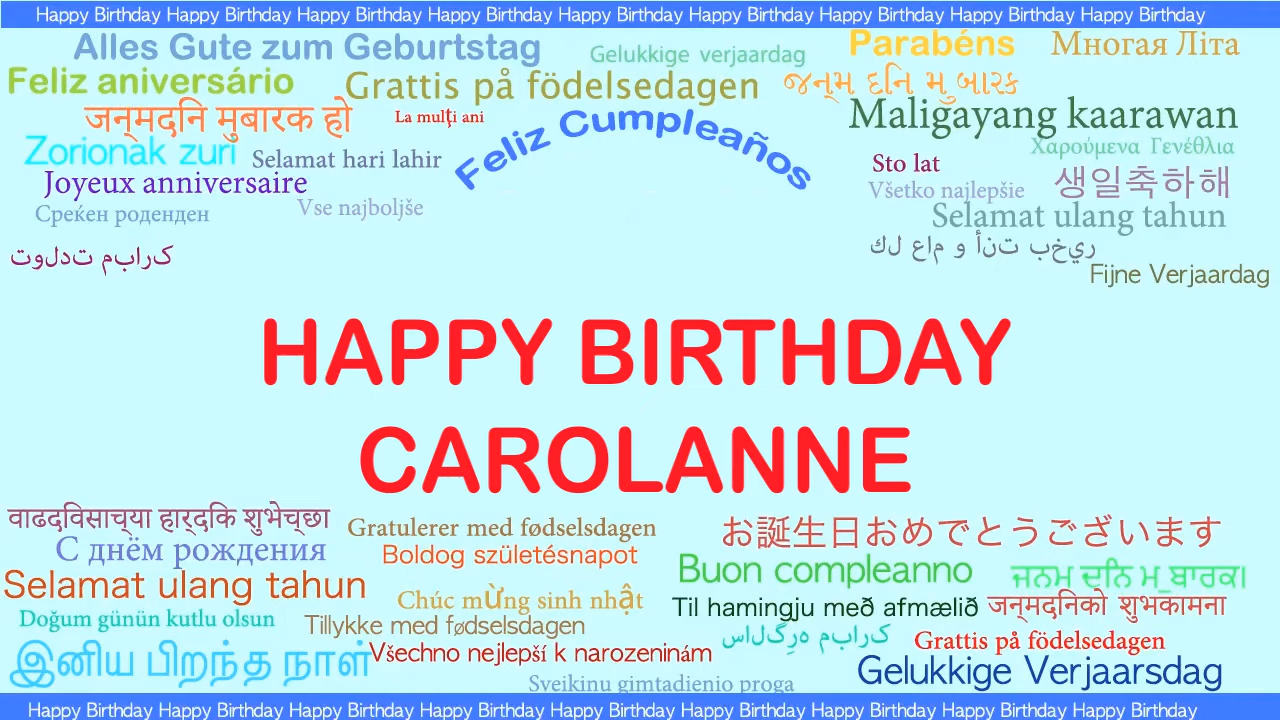 Happy Birthday Happy Birthday Happy Birthday Happy Birthday Happy Birthday Happy Birthday Happy Birthday Happy Birthday Happy Birthday
Alles Gute zum Geburtstag
Gelukkige verjaardag
Parabéns
Многая Літа
Feliz aniversário
Grattis på födelsedagen
જન્મ દિન મુબારક
जन्मदिन मुबारक हो
La mulţi ani
Feliz Cumpleaños
Maligayang kaarawan
Zorionak zuri
Selamat hari lahir
Χαρούμενα Γενέθλια
Sto lat
Joyeux anniversaire
Všetko najlepšie
생일축하해
Среќен роденден
Vse najboljše
Selamat ulang tahun
تولدت مبارک
كل عام و أنت بخير
Fijne Verjaardag
HAPPY BIRTHDAY
CAROLANNE
वाढदिवसाच्या हार्दिक शुभेच्छा
Gratulerer med fødselsdagen
お誕生日おめでとうございます
С днём рождения
Boldog születésnapot
Selamat ulang tahun
Buon compleanno
ਜਨਮ ਦਿਨ ਮੁਬਾਰਕ।
Chúc mừng sinh nhật
Til hamingju með afmælið
जन्मदिनको शुभकामना
Doğum günün kutlu olsun
Tillykke med fødselsdagen
سالگرہ مبارک
Grattis på födelsedagen
இனிய பிறந்த நாள்
Všechno nejlepší k narozeninám
Gelukkige Verjaarsdag
Sveikinu gimtadienio proga
Happy Birthday Happy Birthday Happy Birthday Happy Birthday Happy Birthday Happy Birthday Happy Birthday Happy Birthday Happy Birthday